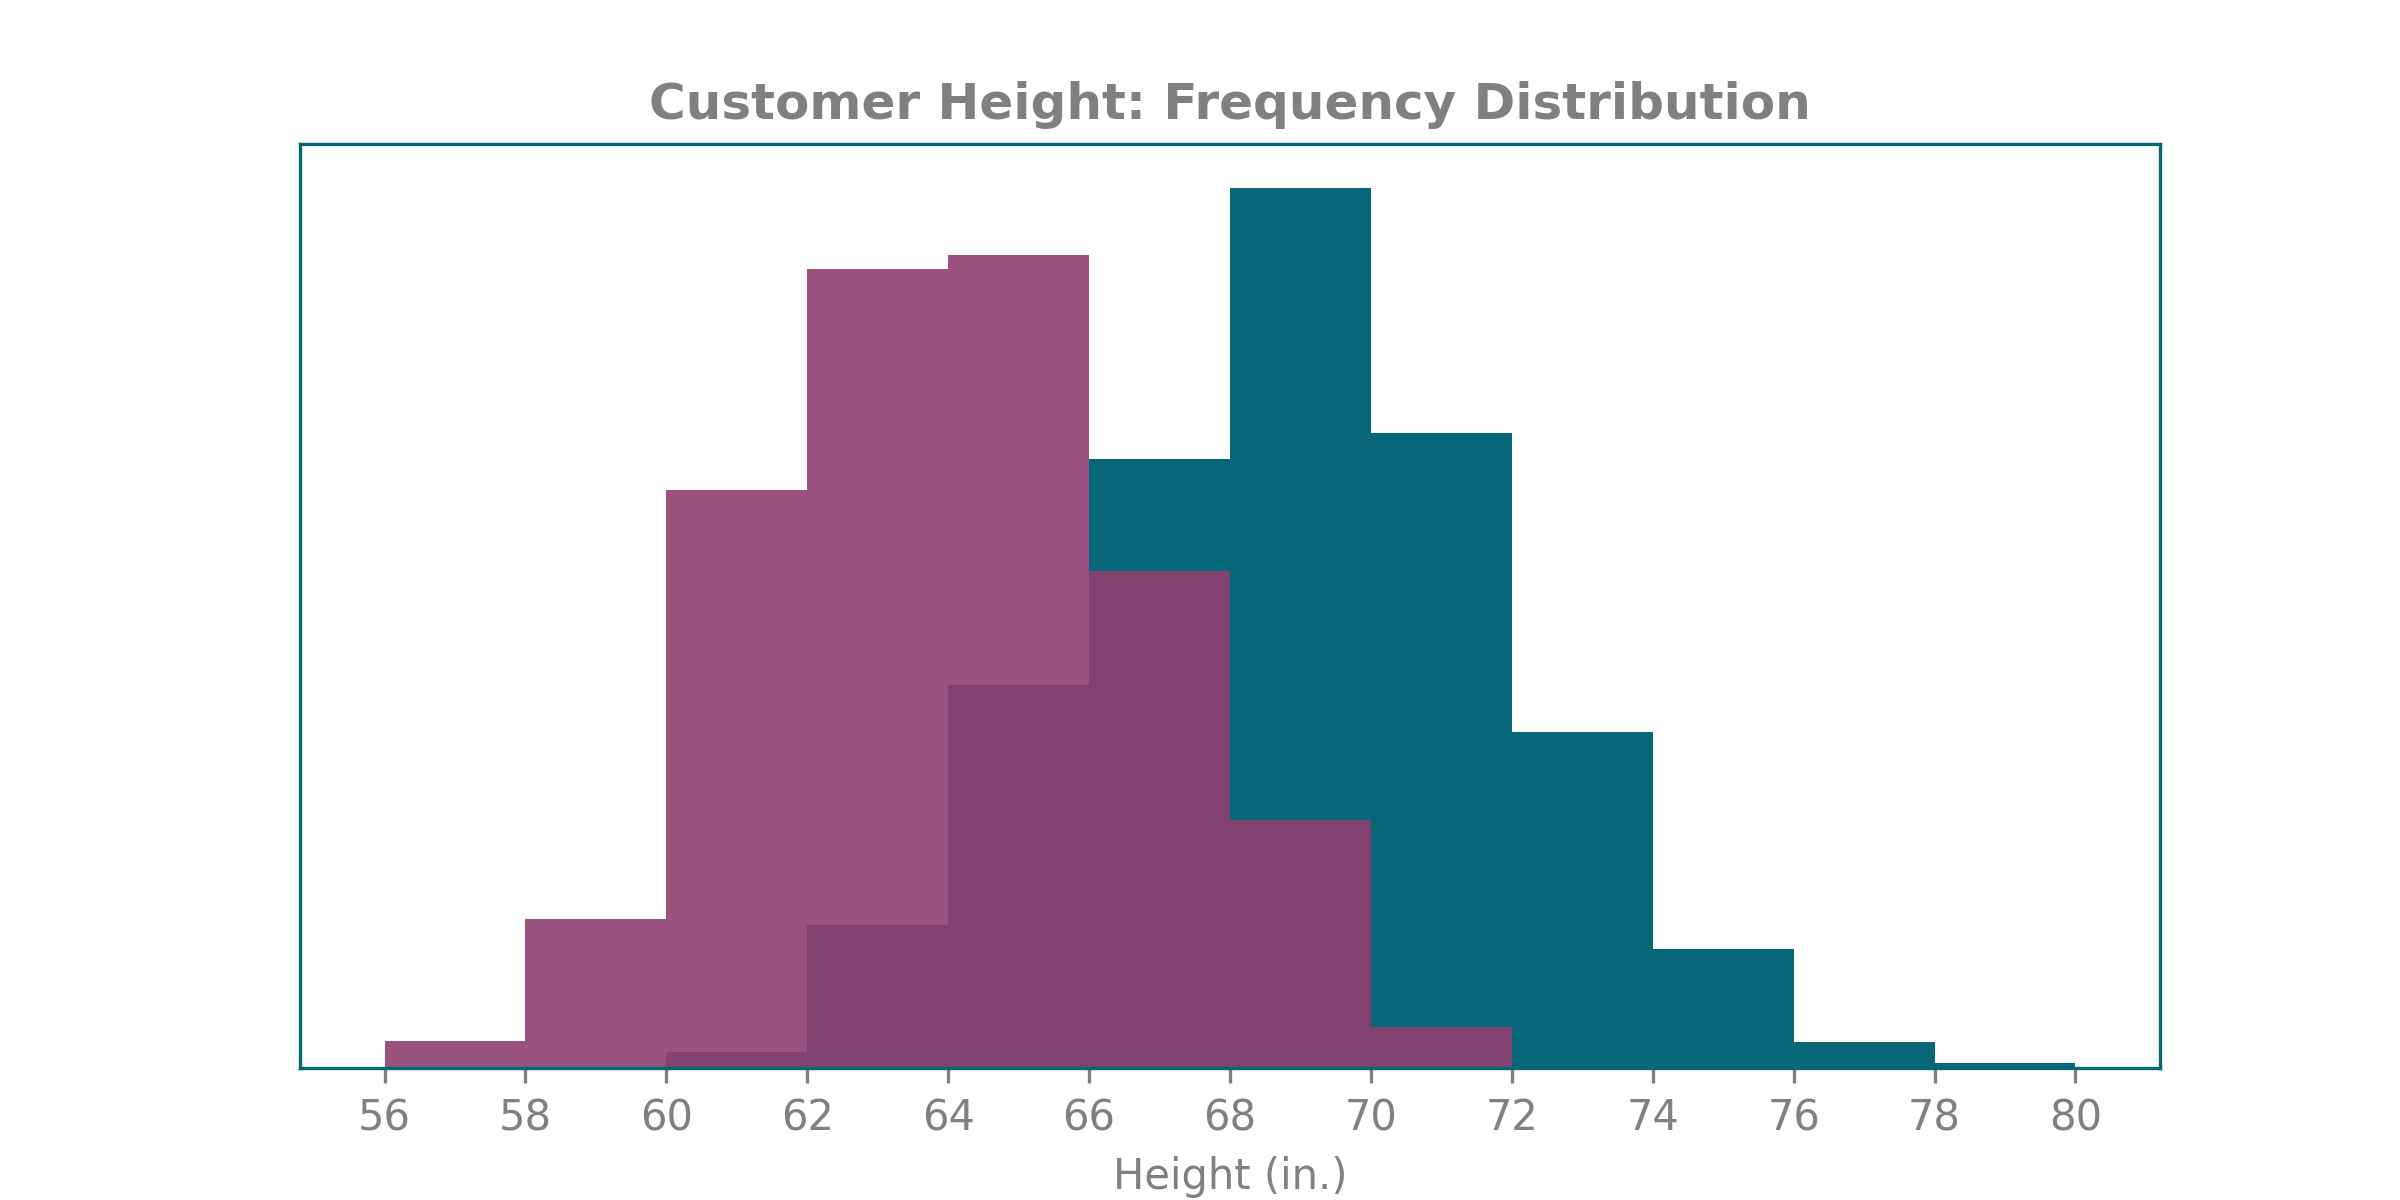 Customer Height: Frequency Distribution
56 58 60 62 64 66 68 70 72 74 76 78 80
Height (in.)